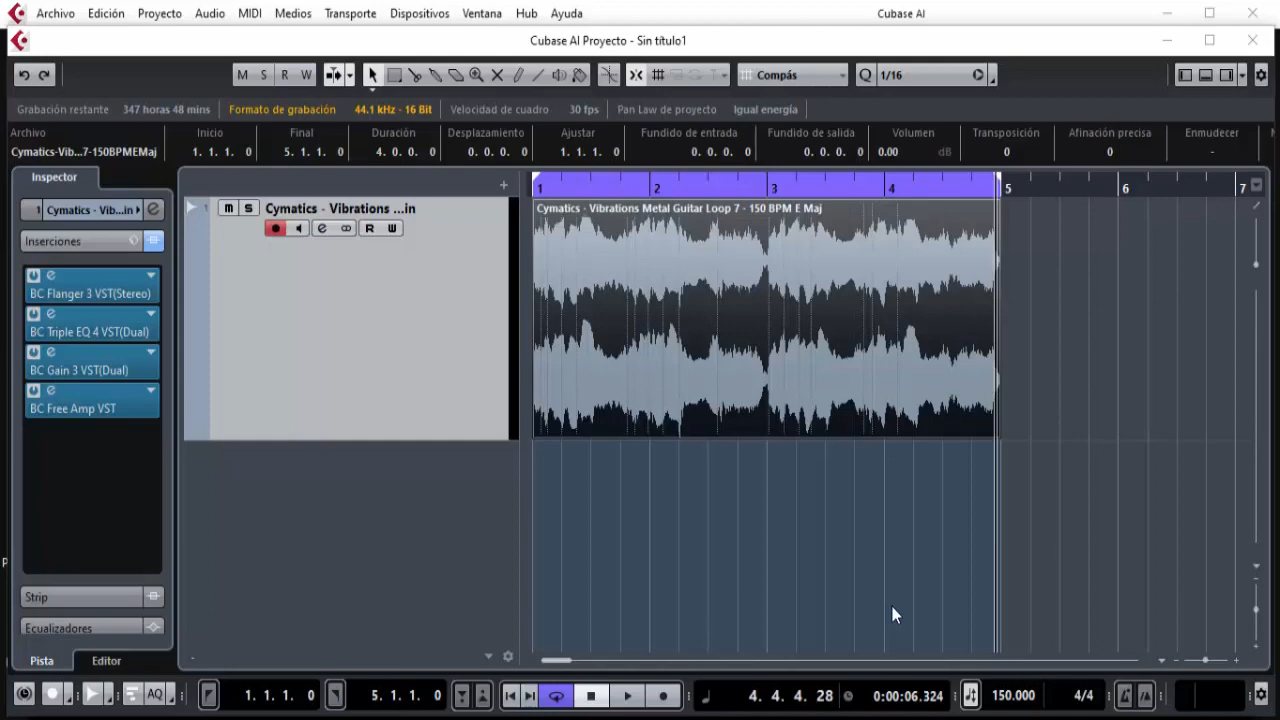 Archivo Edición Proyecto Audio MIDI Medios Transporte Dispositivos Ventana Hub Ayuda Cubase AI
Cubase AI Proyecto - Sin título1
M S R W Compás Q 1/16
Grabación restante 347 horas 48 mins Formato de grabación 44.1 kHz - 16 Bit Velocidad de cuadro 30 fps Pan Law de proyecto Igual energía
Archivo Inicio Final Duración Desplazamiento Ajustar Fundido de entrada Fundido de salida Volumen Transposición Afinación precisa Enmudecer
Cymatics-Vib...7-150BPMEMaj 1. 1. 1. 0 5. 1. 1. 0 4. 0. 0. 0 0. 0. 0. 0 1. 1. 1. 0 0. 0. 0. 0 0. 0. 0. 0 0.00 dB 0 0 -
Inspector
1 2 3 4 5 6 7
1 Cymatics - Vib...in
1 m S Cymatics - Vibrations ...in
Cymatics - Vibrations Metal Guitar Loop 7 - 150 BPM E Maj
e R W
Inserciones
BC Flanger 3 VST(Stereo)
BC Triple EQ 4 VST(Dual)
BC Gain 3 VST(Dual)
BC Free Amp VST
Strip
Ecualizadores
Pista Editor
AQ 1. 1. 1. 0 5. 1. 1. 0 4. 4. 4. 28 0:00:06.324 150.000 4/4